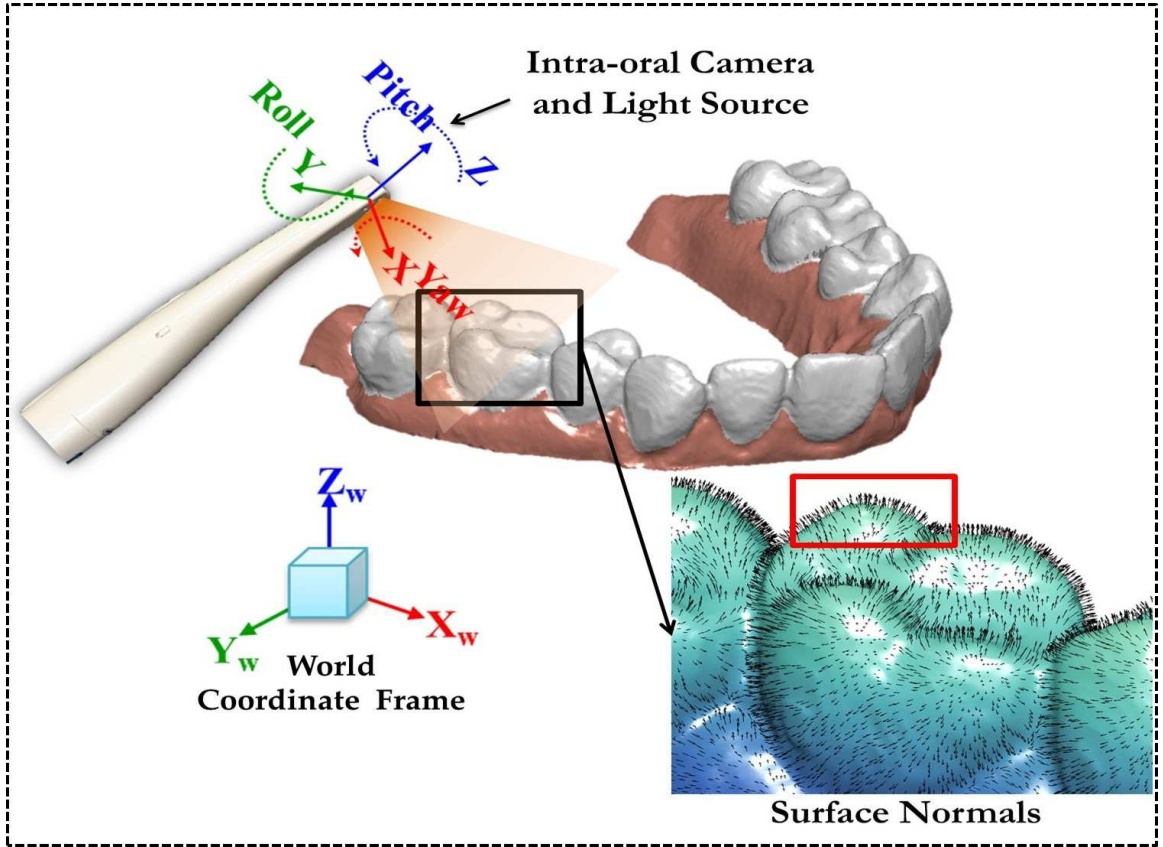 Intra-oral Camera
and Light Source
Pitch
Roll
Y
Z
X
Yaw
Zw
Xw
Yw
World
Coordinate Frame
Surface Normals